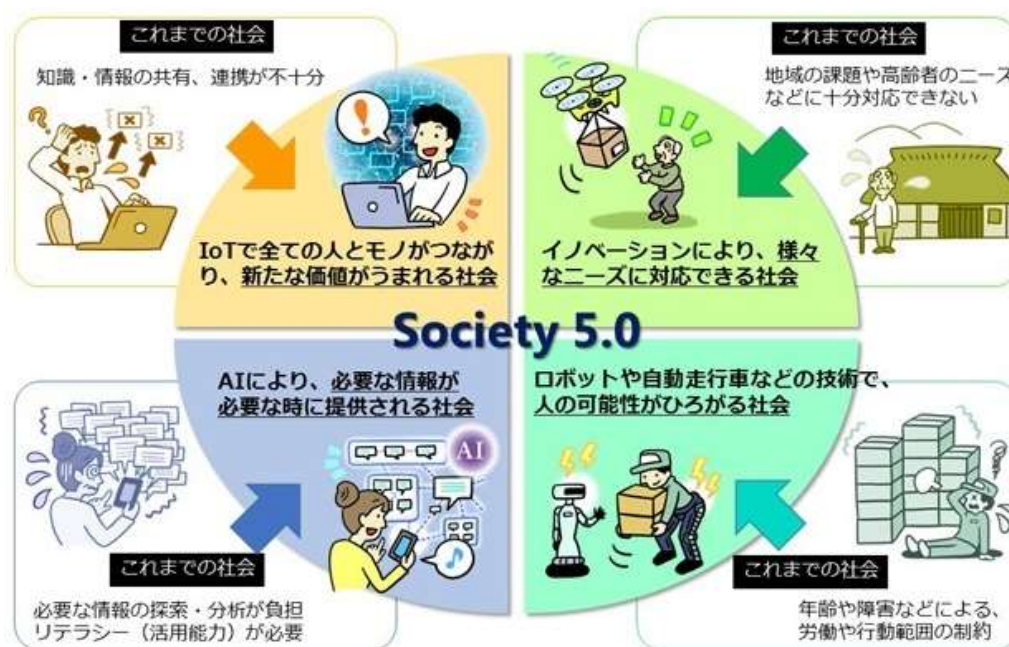 これまでの社会
知識・情報の共有、連携が不十分
IoTで全ての人とモノがつなが
り、新たな価値がうまれる社会
これまでの社会
地域の課題や高齢者のニーズ
などに十分対応できない
イノベーションにより、様々
なニーズに対応できる社会
Society 5.0
AIにより、必要な情報が
必要な時に提供される社会
AI
これまでの社会
必要な情報の探索・分析が負担
リテラシー（活用能力）が必要
ロボットや自動走行車などの技術で、
人の可能性がひろがる社会
これまでの社会
年齢や障害などによる、
労働や行動範囲の制約